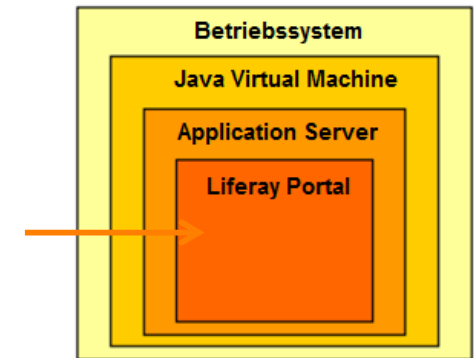 Betriebssystem
Java Virtual Machine
Application Server
Liferay Portal